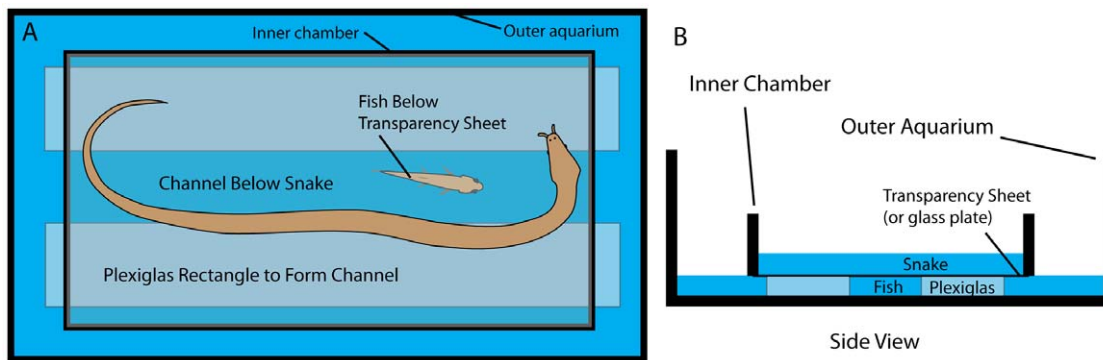 A
Inner chamber
Outer aquarium
Fish Below
Transparency Sheet
Channel Below Snake
Plexiglas Rectangle to Form Channel
B
Inner Chamber
Outer Aquarium
Transparency Sheet
(or glass plate)
Snake
Fish
Plexiglas
Side View